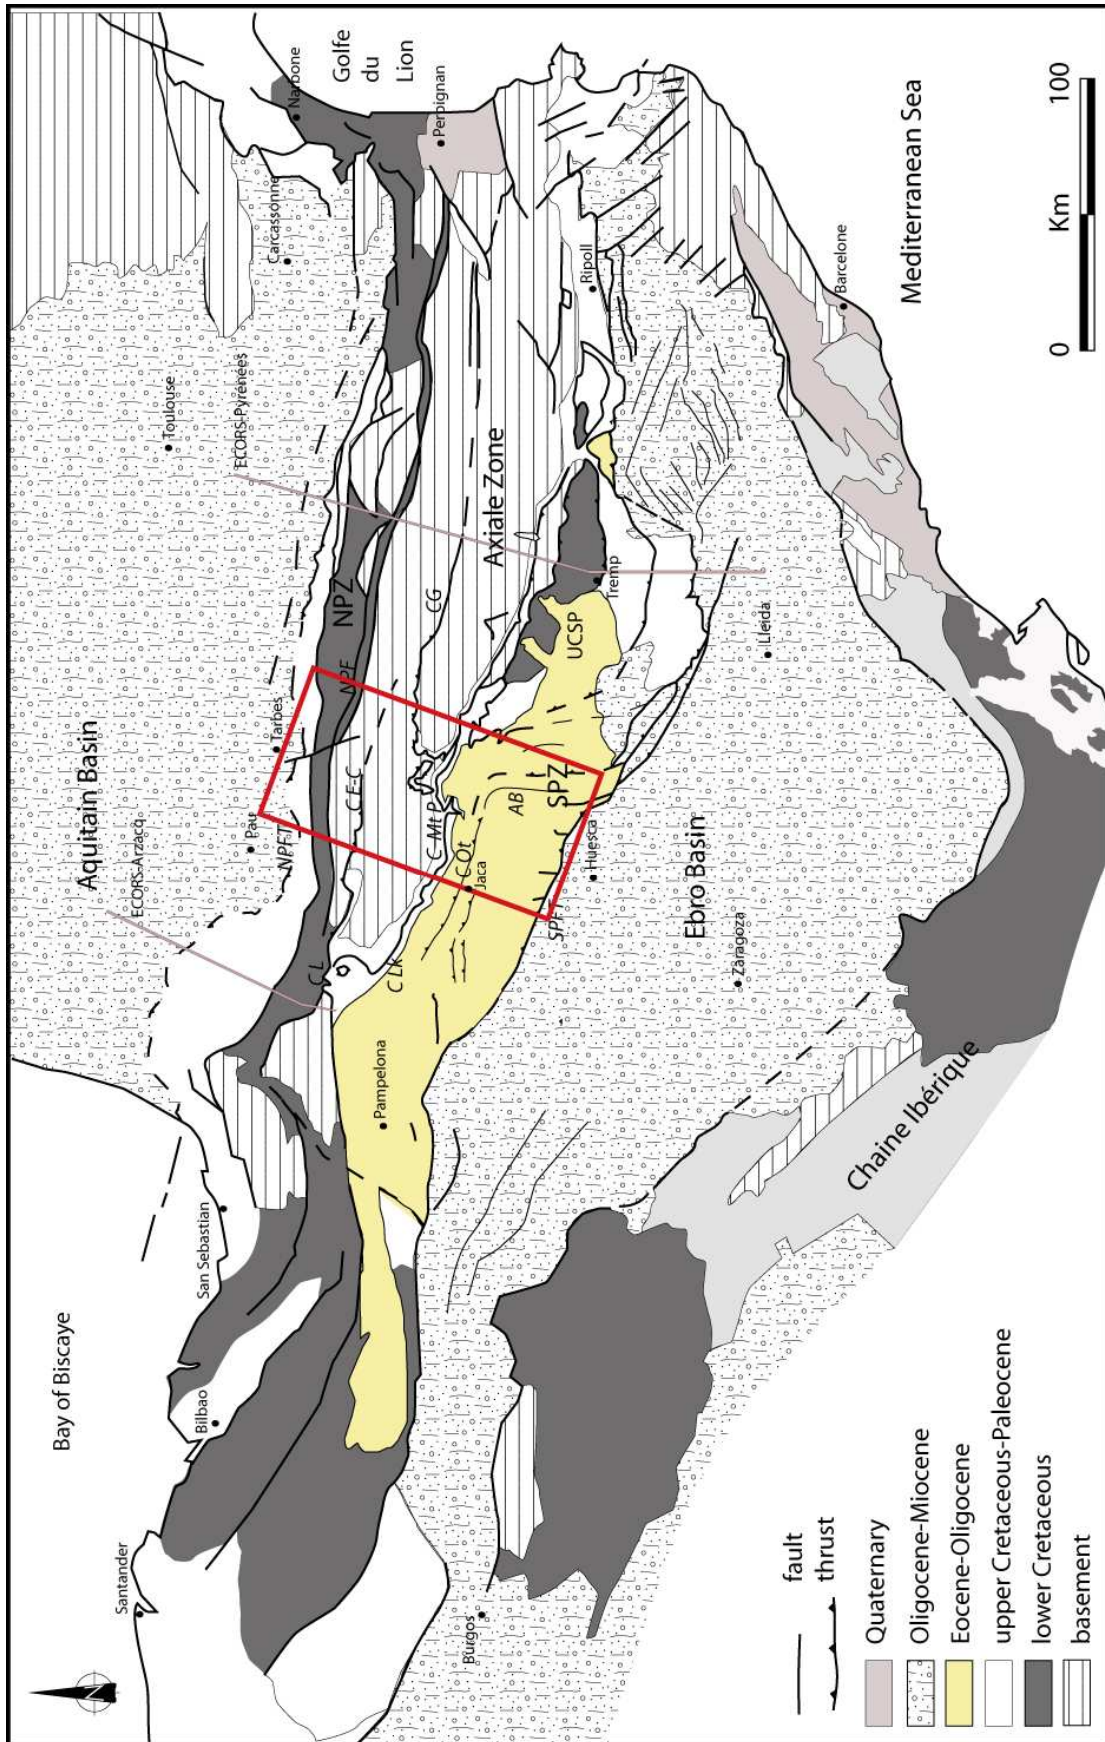 Bay of Biscaye
Santander
Bilbao
San Sebastian
Pampelona
Burgos
Aquitain Basin
ECORS-Arzacq
Pau
Tarbes
Toulouse
ECORS-Pyrénées
Carcassonne
Narbone
Golfe
du
Lion
Perpignan
NPFT
NPZ
NPF
C E-C
C L
C Lk
C Mt P
C Ot
Jaca
CG
Axiale Zone
AB
SPZ
UCSP
Tremp
Ripoll
SPFT
Huesca
Ebro Basin
Zaragoza
Lleida
Barcelone
Mediterranean Sea
Chaine Ibérique
N
0
Km
100
fault
thrust
Quaternary
Oligocene-Miocene
Eocene-Oligocene
upper Cretaceous-Paleocene
lower Cretaceous
basement